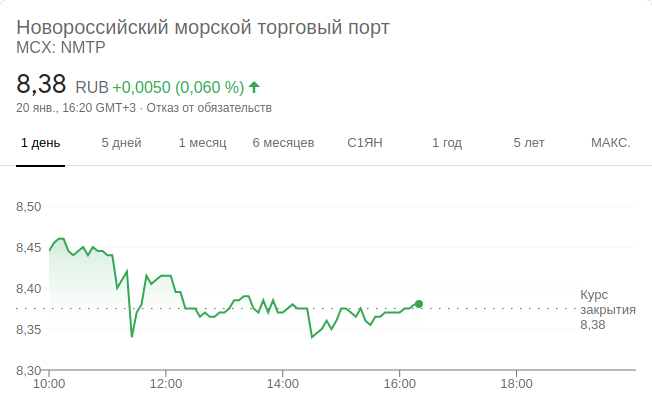 Новороссийский морской торговый порт
MCX: NMTP
8,38 RUB +0,0050 (0,060 %)
20 янв., 16:20 GMT+3 · Отказ от обязательств
1 день 5 дней 1 месяц 6 месяцев С1ЯН 1 год 5 лет МАКС.
8,50
8,45
8,40
8,35
8,30
Курс
закрытия
8,38
10:00 12:00 14:00 16:00 18:00